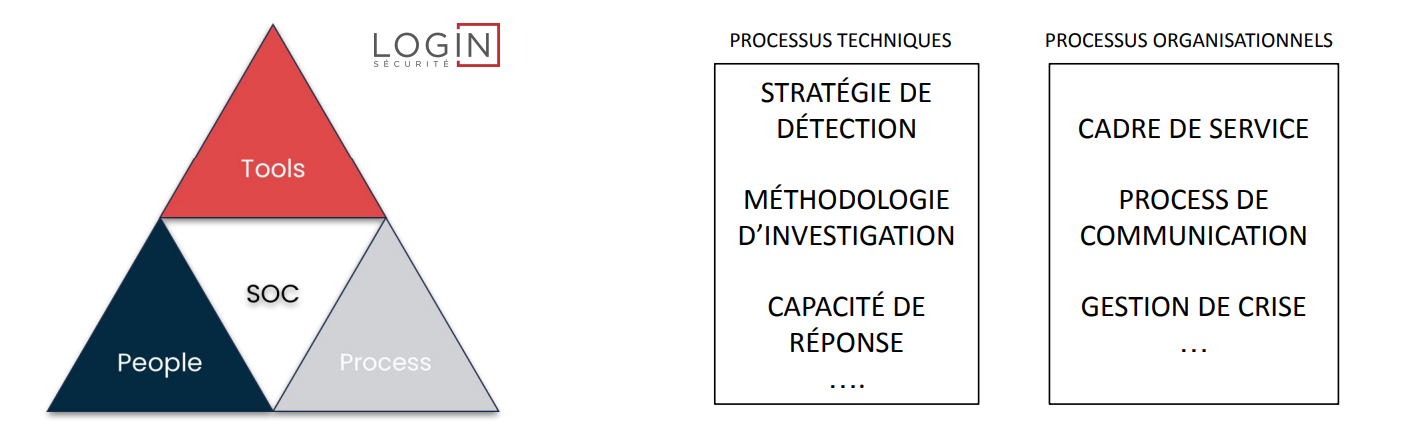 LOGIN
SÉCURITÉ
Tools
SOC
People
Process
PROCESSUS TECHNIQUES
STRATÉGIE DE
DÉTECTION
MÉTHODOLOGIE
D’INVESTIGATION
CAPACITÉ DE
RÉPONSE
….
PROCESSUS ORGANISATIONNELS
CADRE DE SERVICE
PROCESS DE
COMMUNICATION
GESTION DE CRISE
…